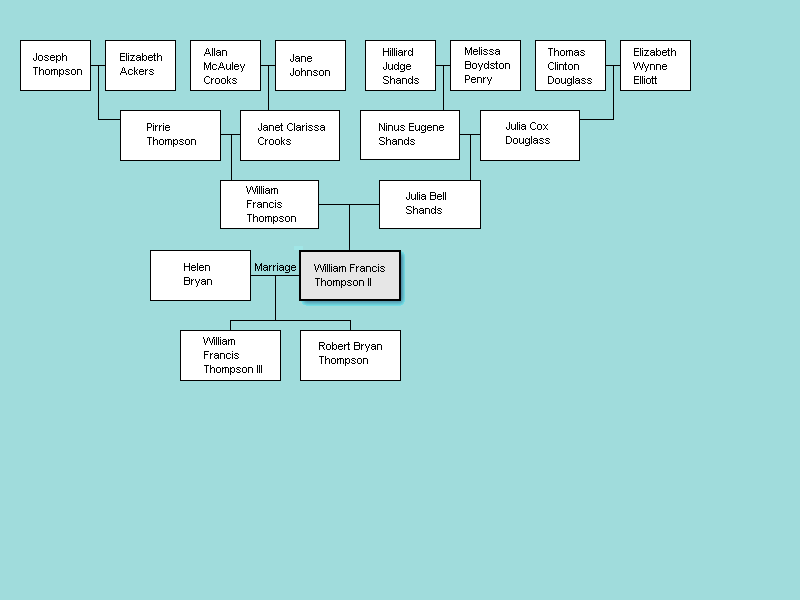 Joseph
Thompson
Elizabeth
Ackers
Allan
McAuley
Crooks
Jane
Johnson
Hilliard
Judge
Shands
Melissa
Boydston
Penry
Thomas
Clinton
Douglass
Elizabeth
Wynne
Elliott
Pirrie
Thompson
Janet Clarissa
Crooks
Ninus Eugene
Shands
Julia Cox
Douglass
William
Francis
Thompson
Julia Bell
Shands
Helen
Bryan
Marriage
William Francis
Thompson II
William
Francis
Thompson III
Robert Bryan
Thompson